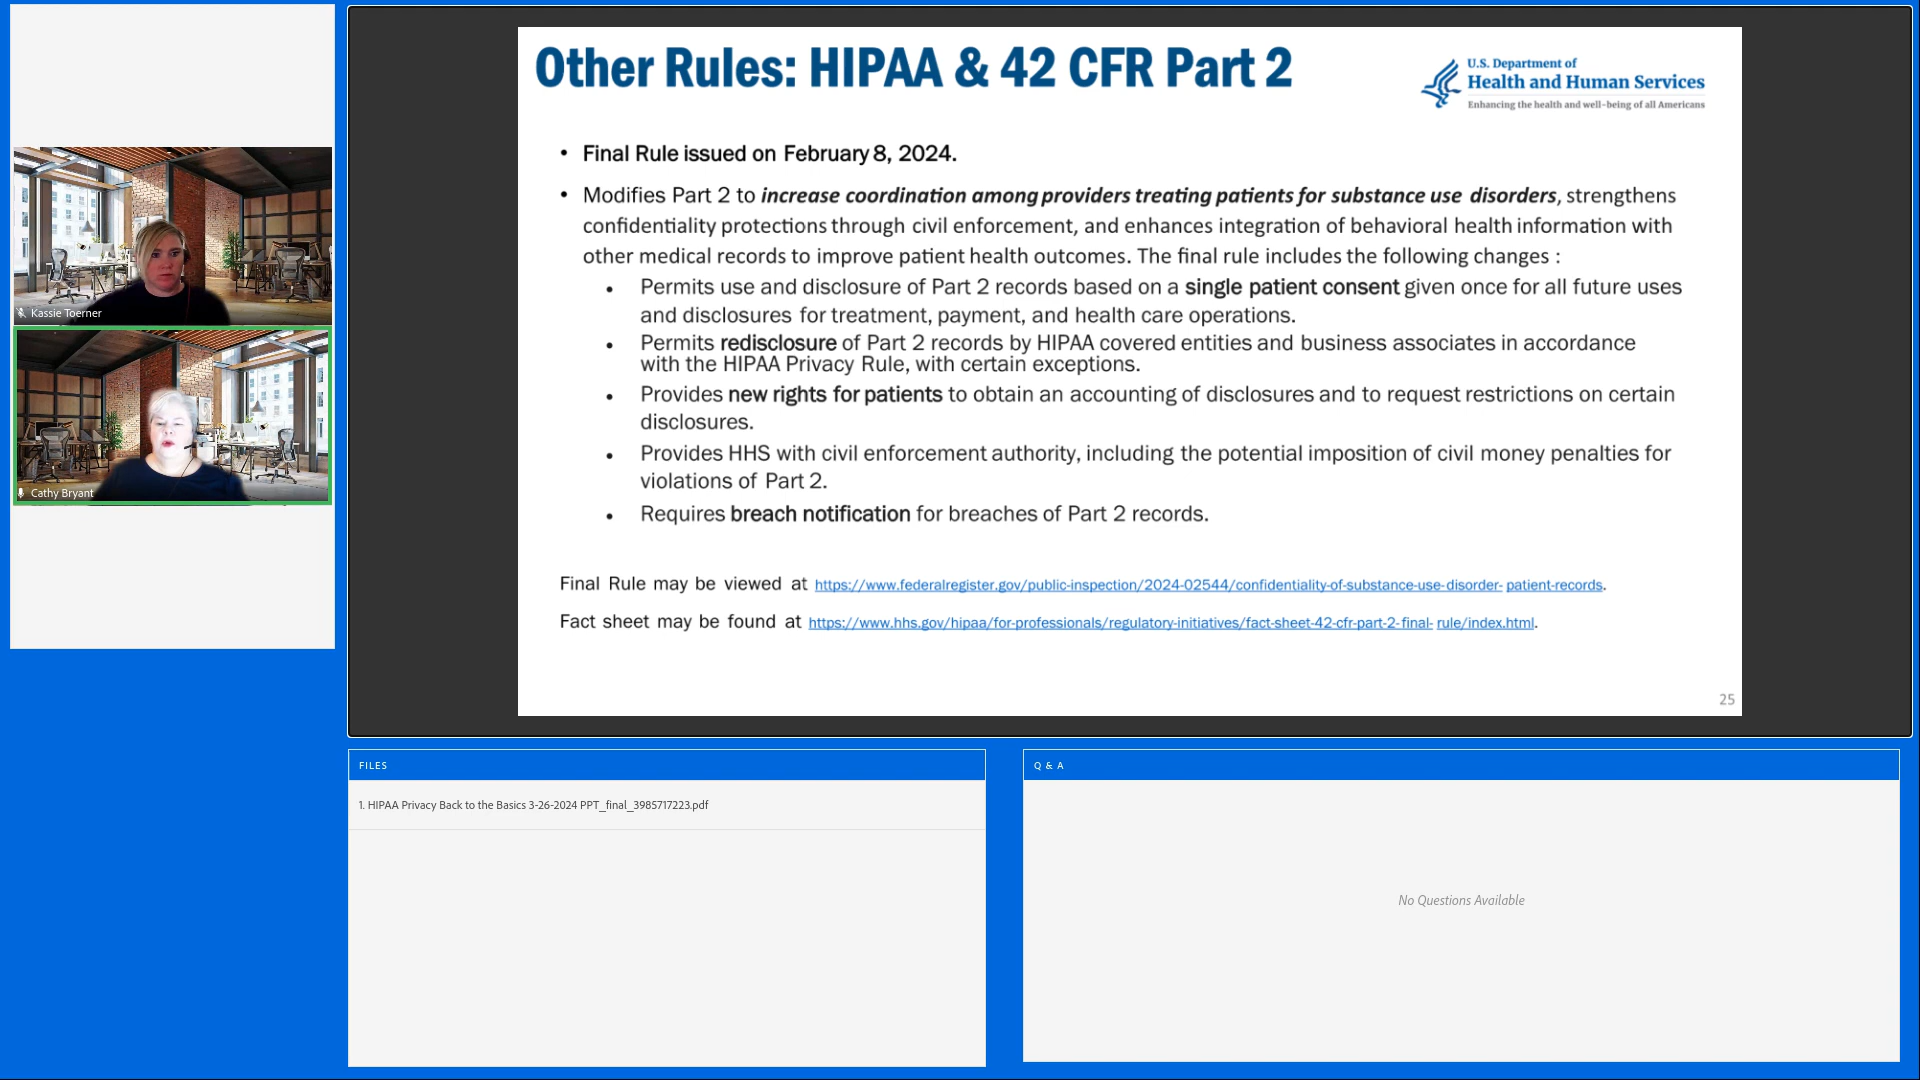 Kassie Toerner
Cathy Bryant
Other Rules: HIPAA & 42 CFR Part 2
U.S. Department of
Health and Human Services
Enhancing the health and well-being of all Americans
• Final Rule issued on February 8, 2024.
• Modifies Part 2 to increase coordination among providers treating patients for substance use disorders, strengthens
confidentiality protections through civil enforcement, and enhances integration of behavioral health information with
other medical records to improve patient health outcomes. The final rule includes the following changes :
• Permits use and disclosure of Part 2 records based on a single patient consent given once for all future uses
and disclosures for treatment, payment, and health care operations.
• Permits redisclosure of Part 2 records by HIPAA covered entities and business associates in accordance
with the HIPAA Privacy Rule, with certain exceptions.
• Provides new rights for patients to obtain an accounting of disclosures and to request restrictions on certain
disclosures.
• Provides HHS with civil enforcement authority, including the potential imposition of civil money penalties for
violations of Part 2.
• Requires breach notification for breaches of Part 2 records.
Final Rule may be viewed at https://www.federalregister.gov/public-inspection/2024-02544/confidentiality-of-substance-use-disorder- patient-records.
Fact sheet may be found at https://www.hhs.gov/hipaa/for-professionals/regulatory-initiatives/fact-sheet-42-cfr-part-2-final- rule/index.html.
25
FILES
1. HIPAA Privacy Back to the Basics 3-26-2024 PPT_final_3985717223.pdf
Q & A
No Questions Available